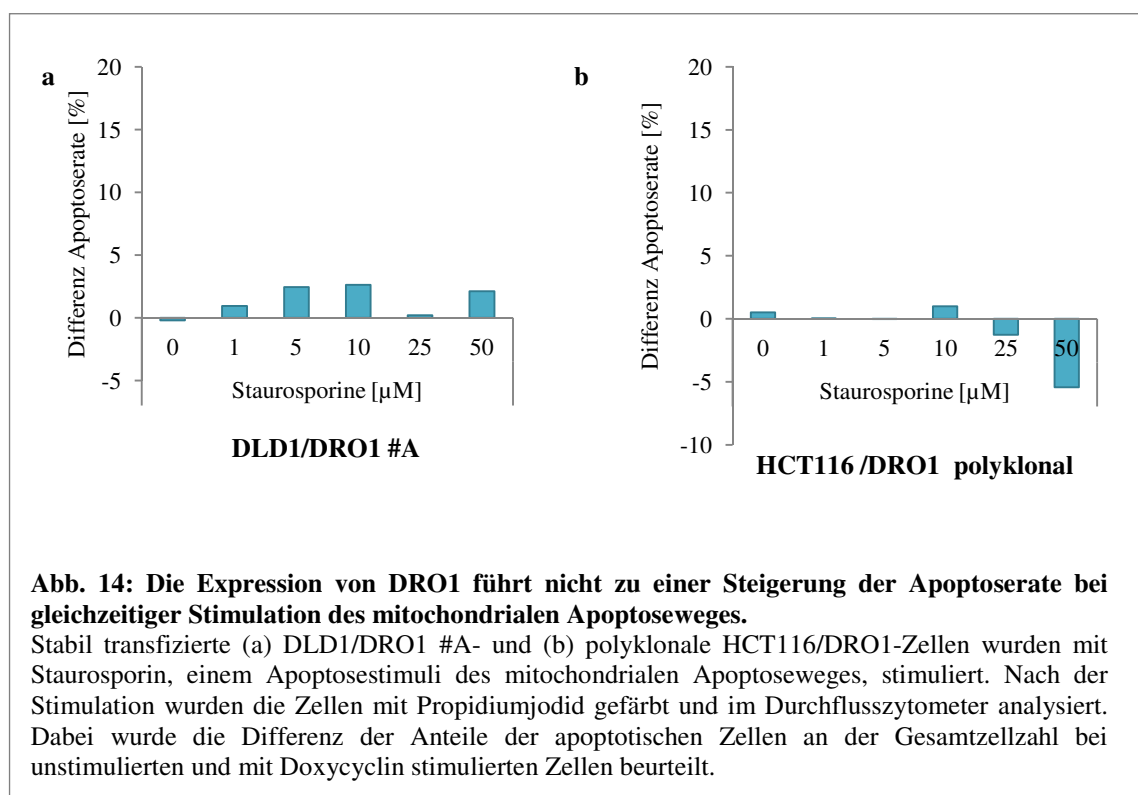 a
20
15
10
5
0
-5
Differenz Apoptoserate [%]
0 1 5 10 25 50
Staurosporine [µM]
DLD1/DRO1 #A
b
20
15
10
5
0
-5
-10
Differenz Apoptoserate [%]
0 1 5 10 25 50
Staurosporine [µM]
HCT116 /DRO1 polyklonal
Abb. 14: Die Expression von DRO1 führt nicht zu einer Steigerung der Apoptoserate bei
gleichzeitiger Stimulation des mitochondrialen Apoptoseweges.
Stabil transfizierte (a) DLD1/DRO1 #A- und (b) polyklonale HCT116/DRO1-Zellen wurden mit
Staurosporin, einem Apoptosestimuli des mitochondrialen Apoptoseweges, stimuliert. Nach der
Stimulation wurden die Zellen mit Propidiumjodid gefärbt und im Durchflusszytometer analysiert.
Dabei wurde die Differenz der Anteile der apoptotischen Zellen an der Gesamtzellzahl bei
unstimulierten und mit Doxycyclin stimulierten Zellen beurteilt.